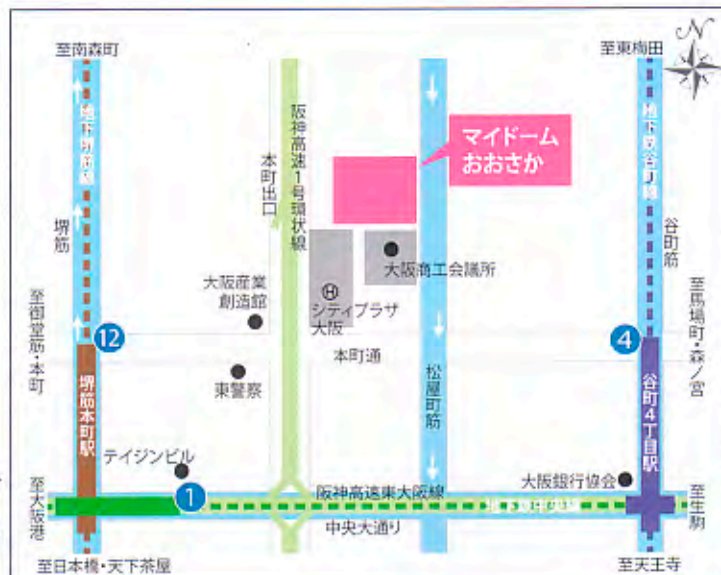 至南森町
至東梅田
N
地下鉄堺筋線
阪神高速1号環状線
本町出口
マイドーム
おおさか
地下鉄谷町線
堺筋
谷町筋
大阪商工会議所
大阪産業
創造館
H
シティプラザ
大阪
至御堂筋・本町
至馬場町・森ノ宮
12
4
本町通
堺筋本町駅
東警察
松屋町筋
谷町4丁目駅
テイジンビル
1
大阪銀行協会
至大阪港
阪神高速東大阪線
地下鉄中央線
至生駒
中央大通り
至日本橋・天下茶屋
至天王寺